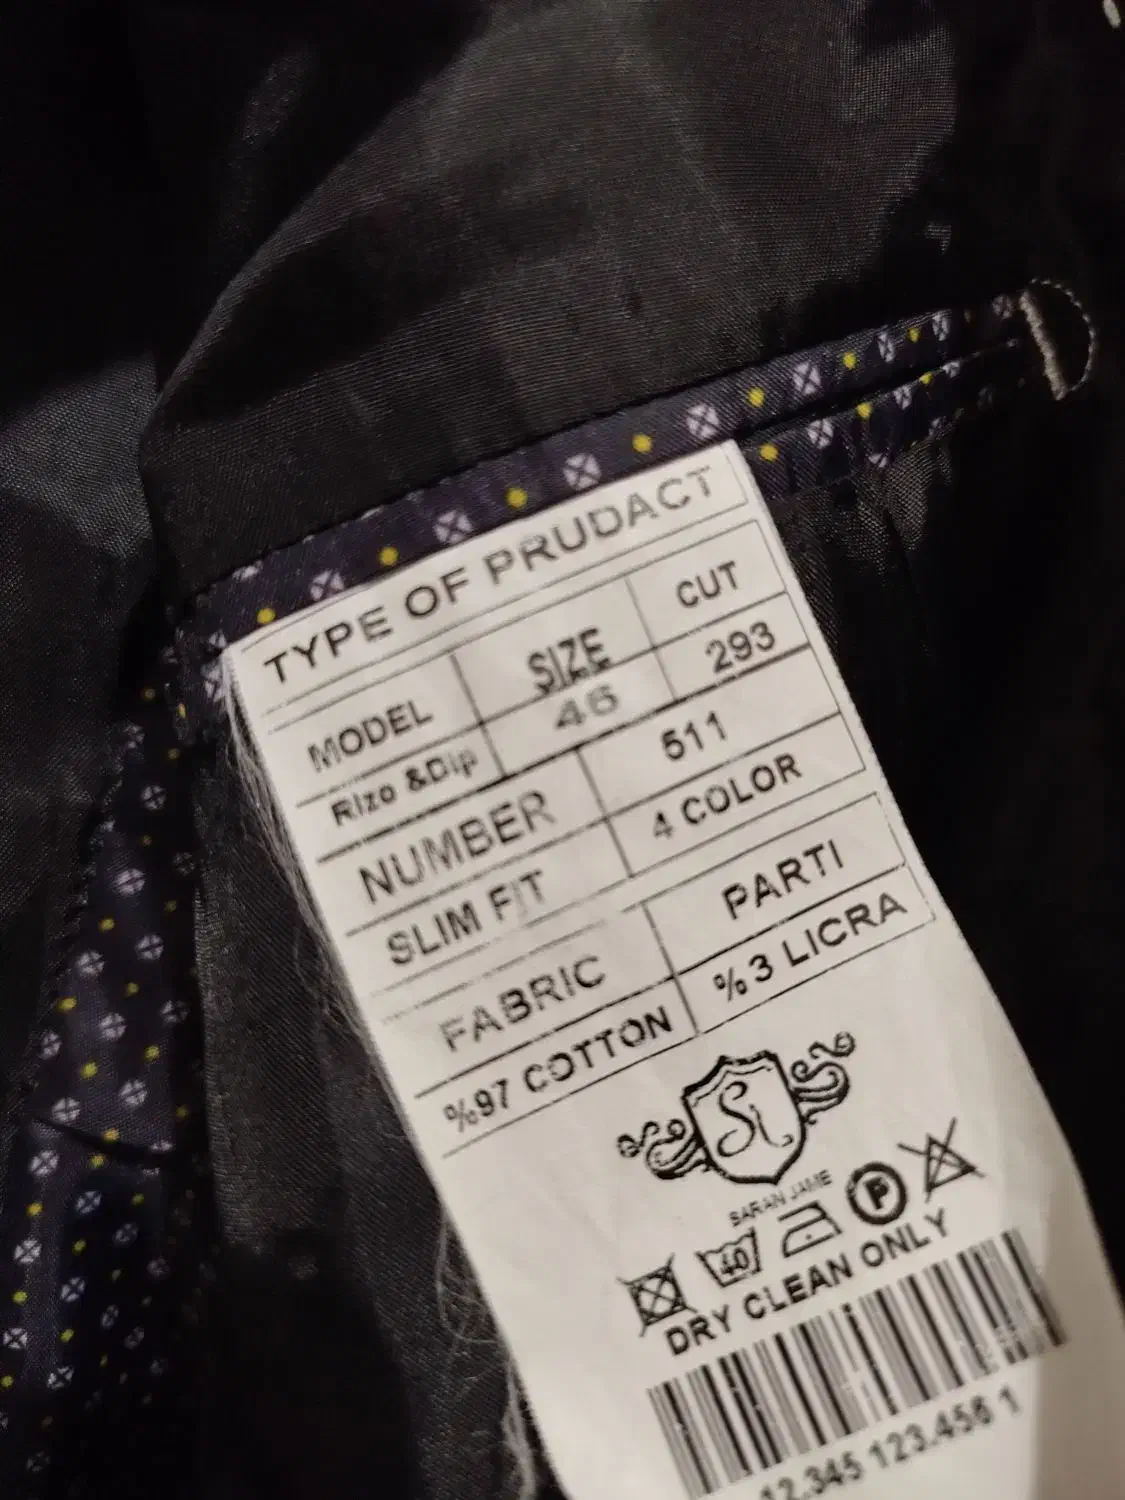 TYPE OF PRUDACT
MODEL SIZE CUT
Rizo &Dip 46 293
NUMBER 511
SLIM FIT 4 COLOR
FABRIC PARTI
%97 COTTON %3 LICRA
Si
SARAN JAME
40 P
DRY CLEAN ONLY
12.345 123.456 1